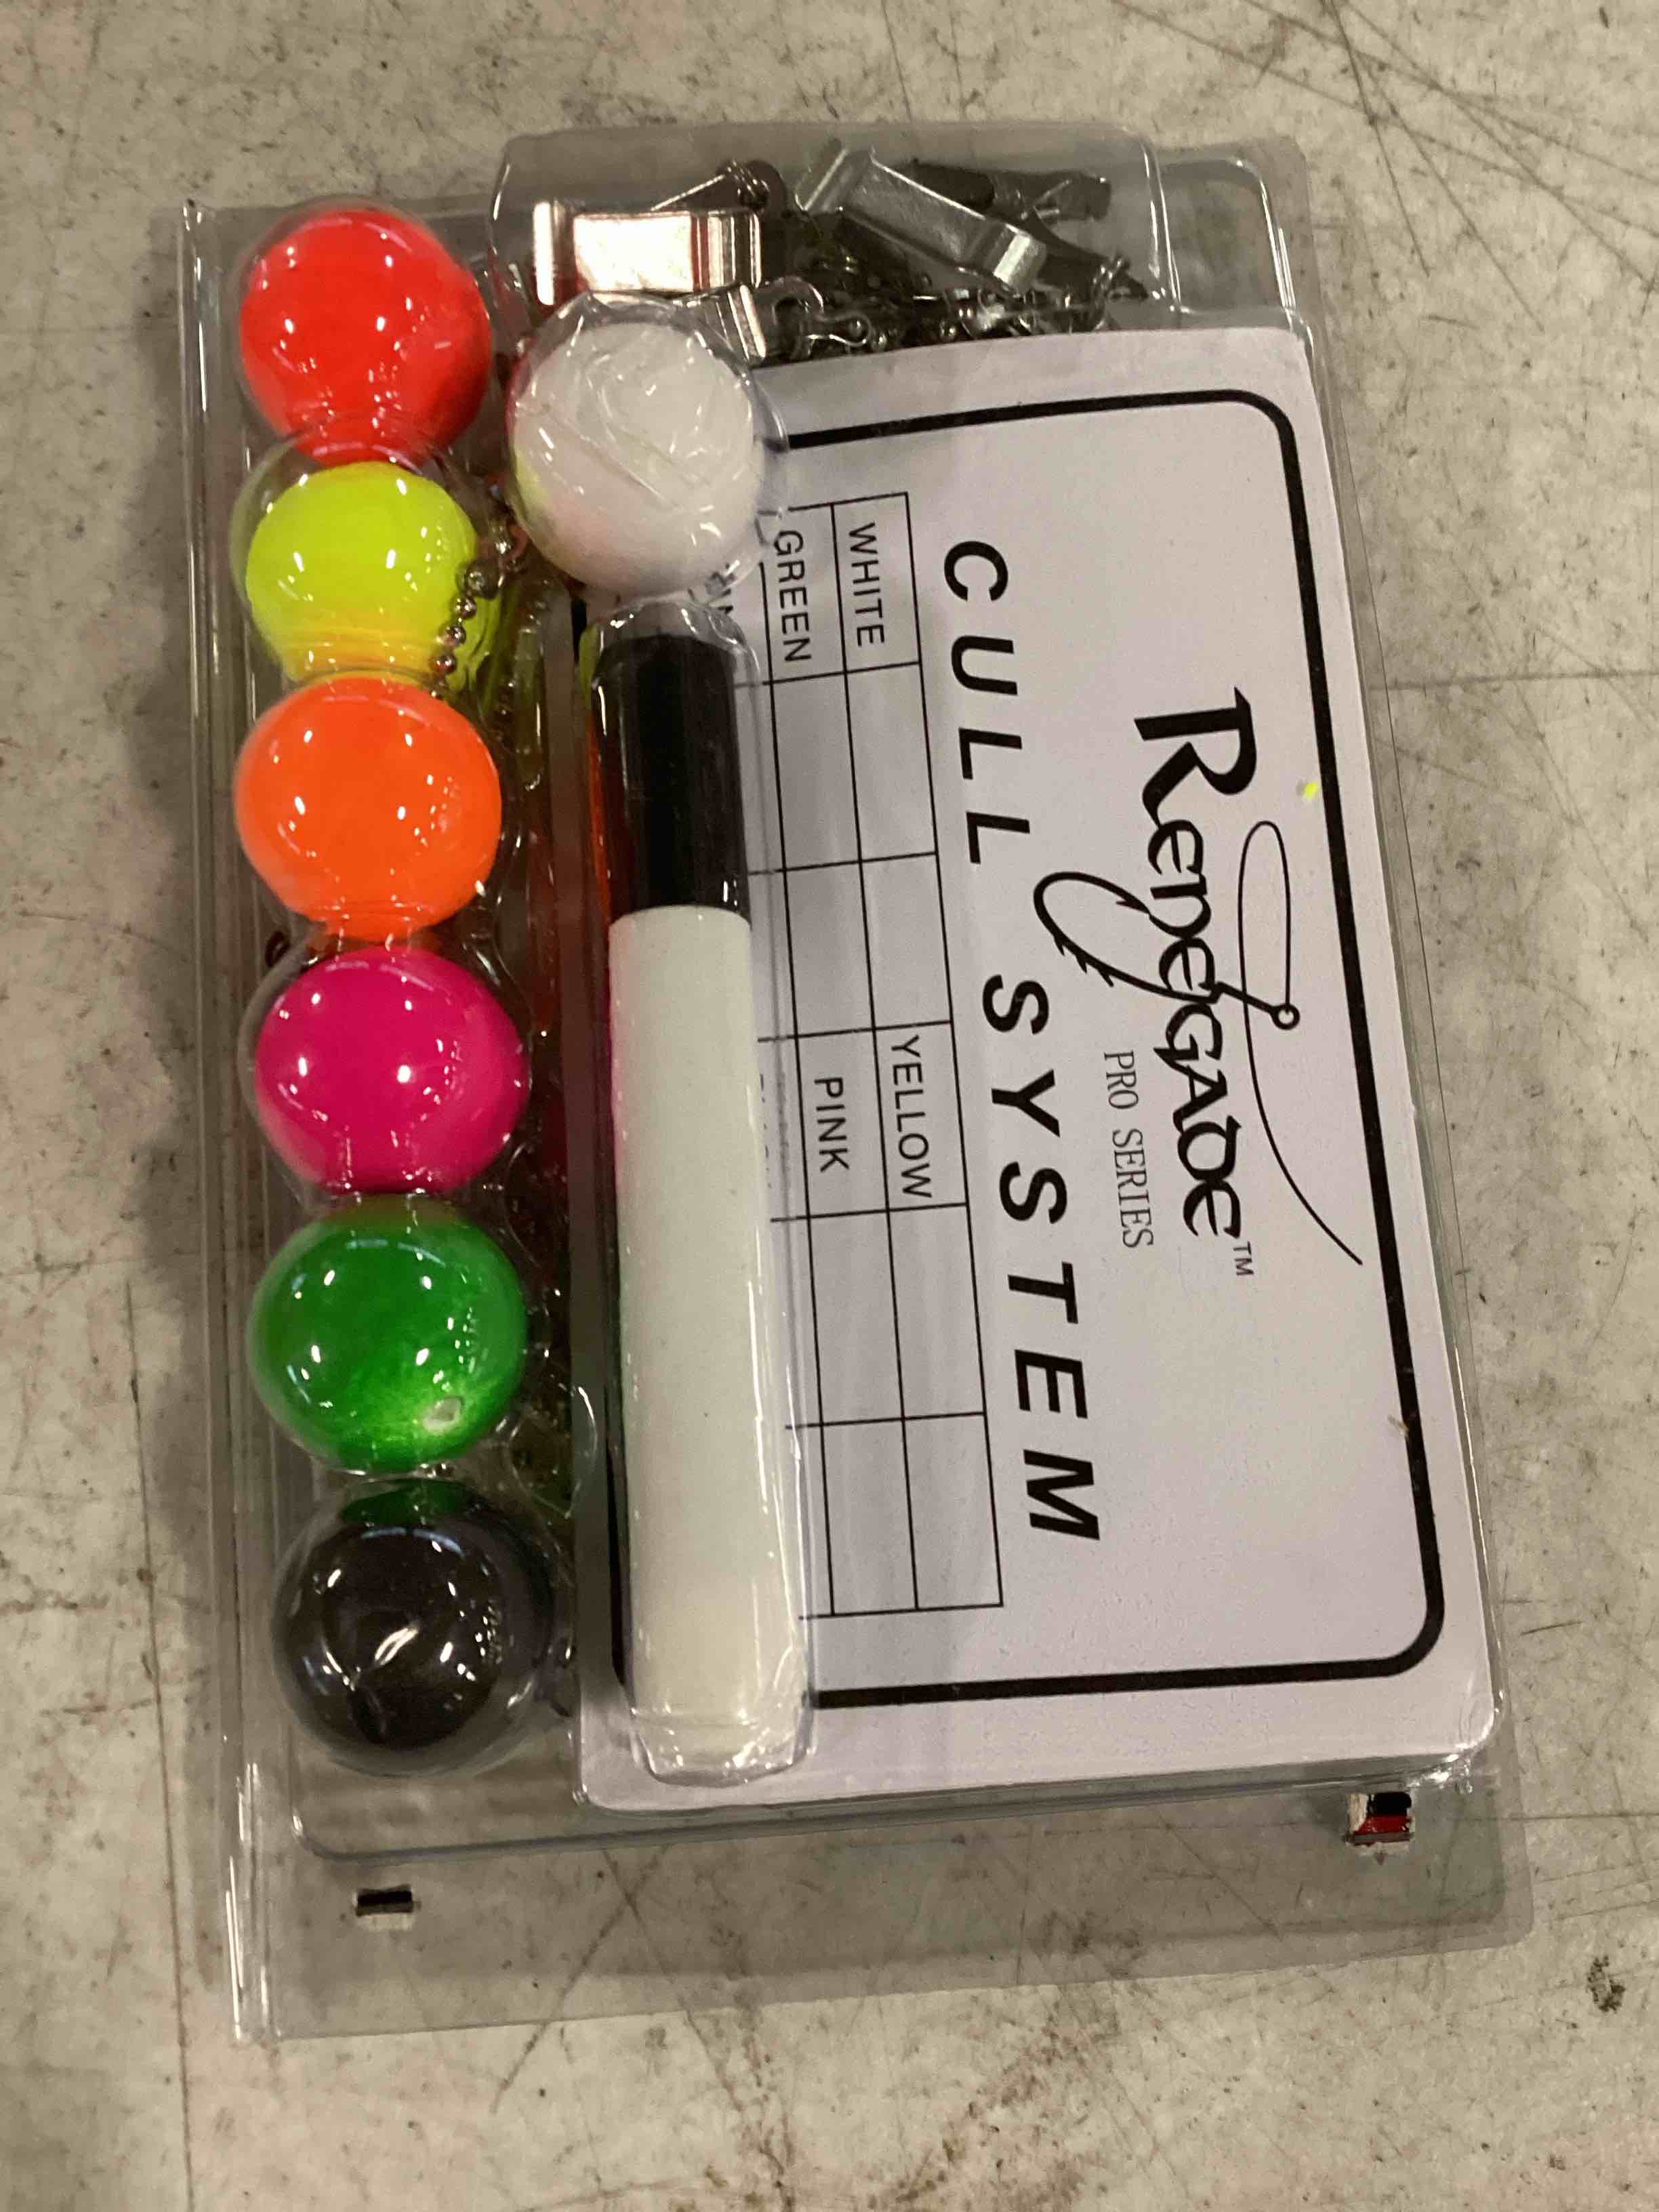 RENEGADE™
PRO SERIES
CULL SYSTEM
WHITE YELLOW
GREEN PINK